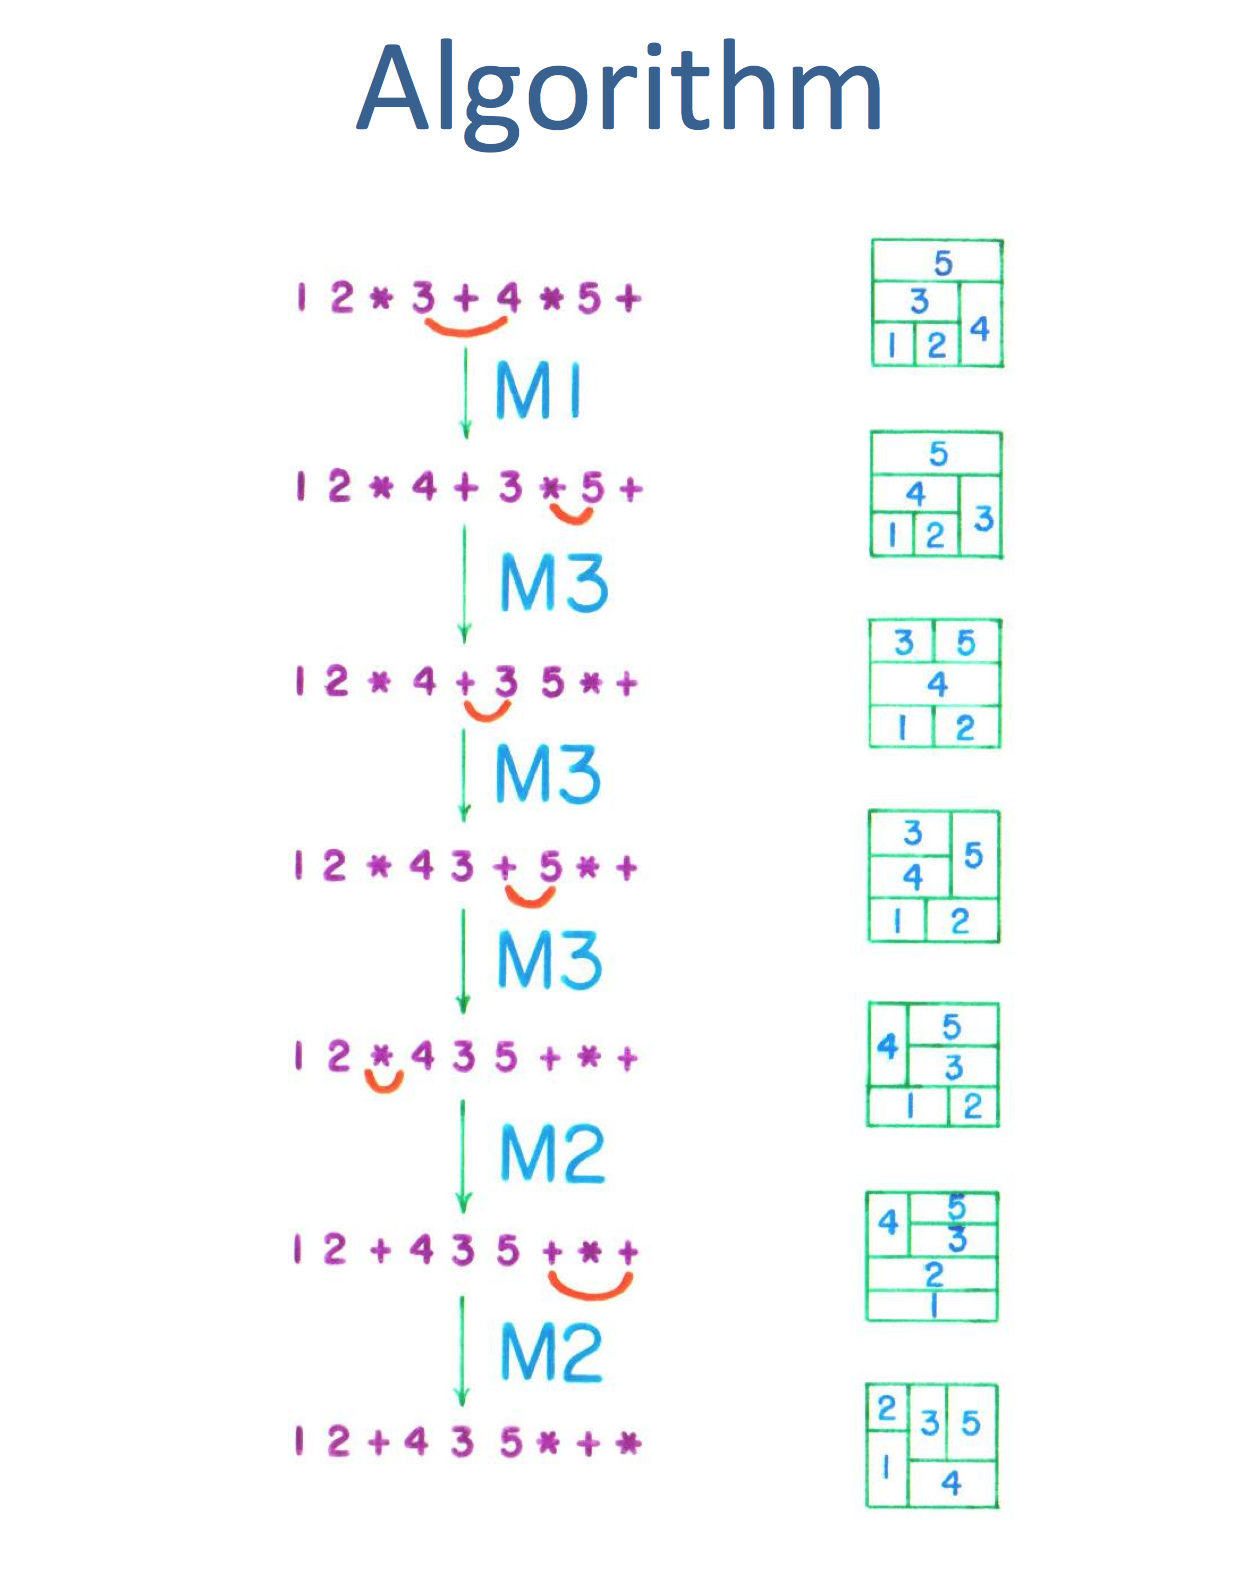 Algorithm
1 2 * 3 + 4 * 5 +
5
3
4
1 2
M1
1 2 * 4 + 3 * 5 +
5
4
3
1 2
M3
1 2 * 4 + 3 5 * +
3 5
4
1 2
M3
1 2 * 4 3 + 5 * +
3
5
4
1 2
M3
1 2 * 4 3 5 + * +
5
4
3
1 2
M2
1 2 + 4 3 5 + * +
5
4
3
2
1
M2
1 2 + 4 3 5 * + *
2 3 5
1
4